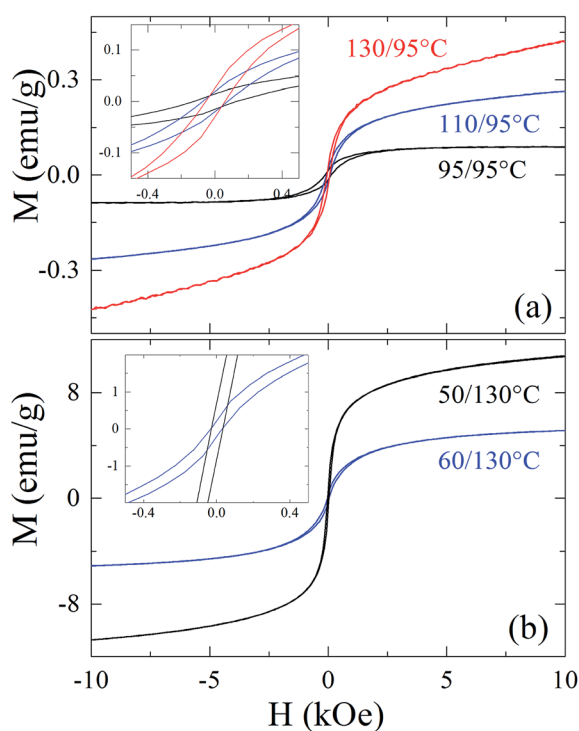 0.1
0.0
-0.1
-0.4 0.0 0.4
130/95°C
110/95°C
95/95°C
0.3
0.0
-0.3
M (emu/g)
(a)
1
0
-1
-0.4 0.0 0.4
50/130°C
60/130°C
8
0
-8
M (emu/g)
(b)
-10 -5 0 5 10
H (kOe)